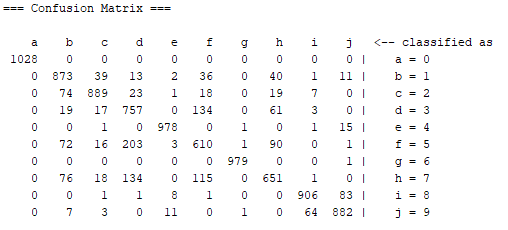 === Confusion Matrix ===
a b c d e f g h i j <-- classified as
1028 0 0 0 0 0 0 0 0 0 | a = 0
0 873 39 13 2 36 0 40 1 11 | b = 1
0 74 889 23 1 18 0 19 7 0 | c = 2
0 19 17 757 0 134 0 61 3 0 | d = 3
0 0 1 0 978 0 1 0 1 15 | e = 4
0 72 16 203 3 610 1 90 0 1 | f = 5
0 0 0 0 0 0 979 0 0 1 | g = 6
0 76 18 134 0 115 0 651 1 0 | h = 7
0 0 1 1 8 1 0 0 906 83 | i = 8
0 7 3 0 11 0 1 0 64 882 | j = 9